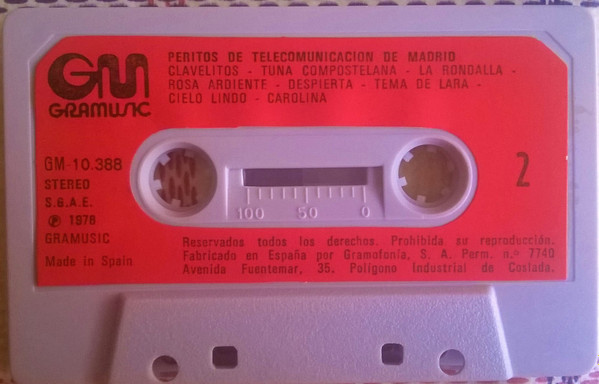 GM
GRAMUSIC
PERITOS DE TELECOMUNICACION DE MADRID
CLAVELITOS - TUNA COMPOSTELANA - LA RONDALLA -
ROSA ARDIENTE - DESPIERTA - TEMA DE LARA -
CIELO LINDO - CAROLINA
GM-10.388
STEREO
S.G.A.E.
℗ 1978
GRAMUSIC
Made in Spain
100 50 0
2
Reservados todos los derechos. Prohibida su reproducción.
Fabricado en España por Gramofonía, S. A. Perm. n.º 7740
Avenida Fuentemar, 35. Polígono Industrial de Coslada.